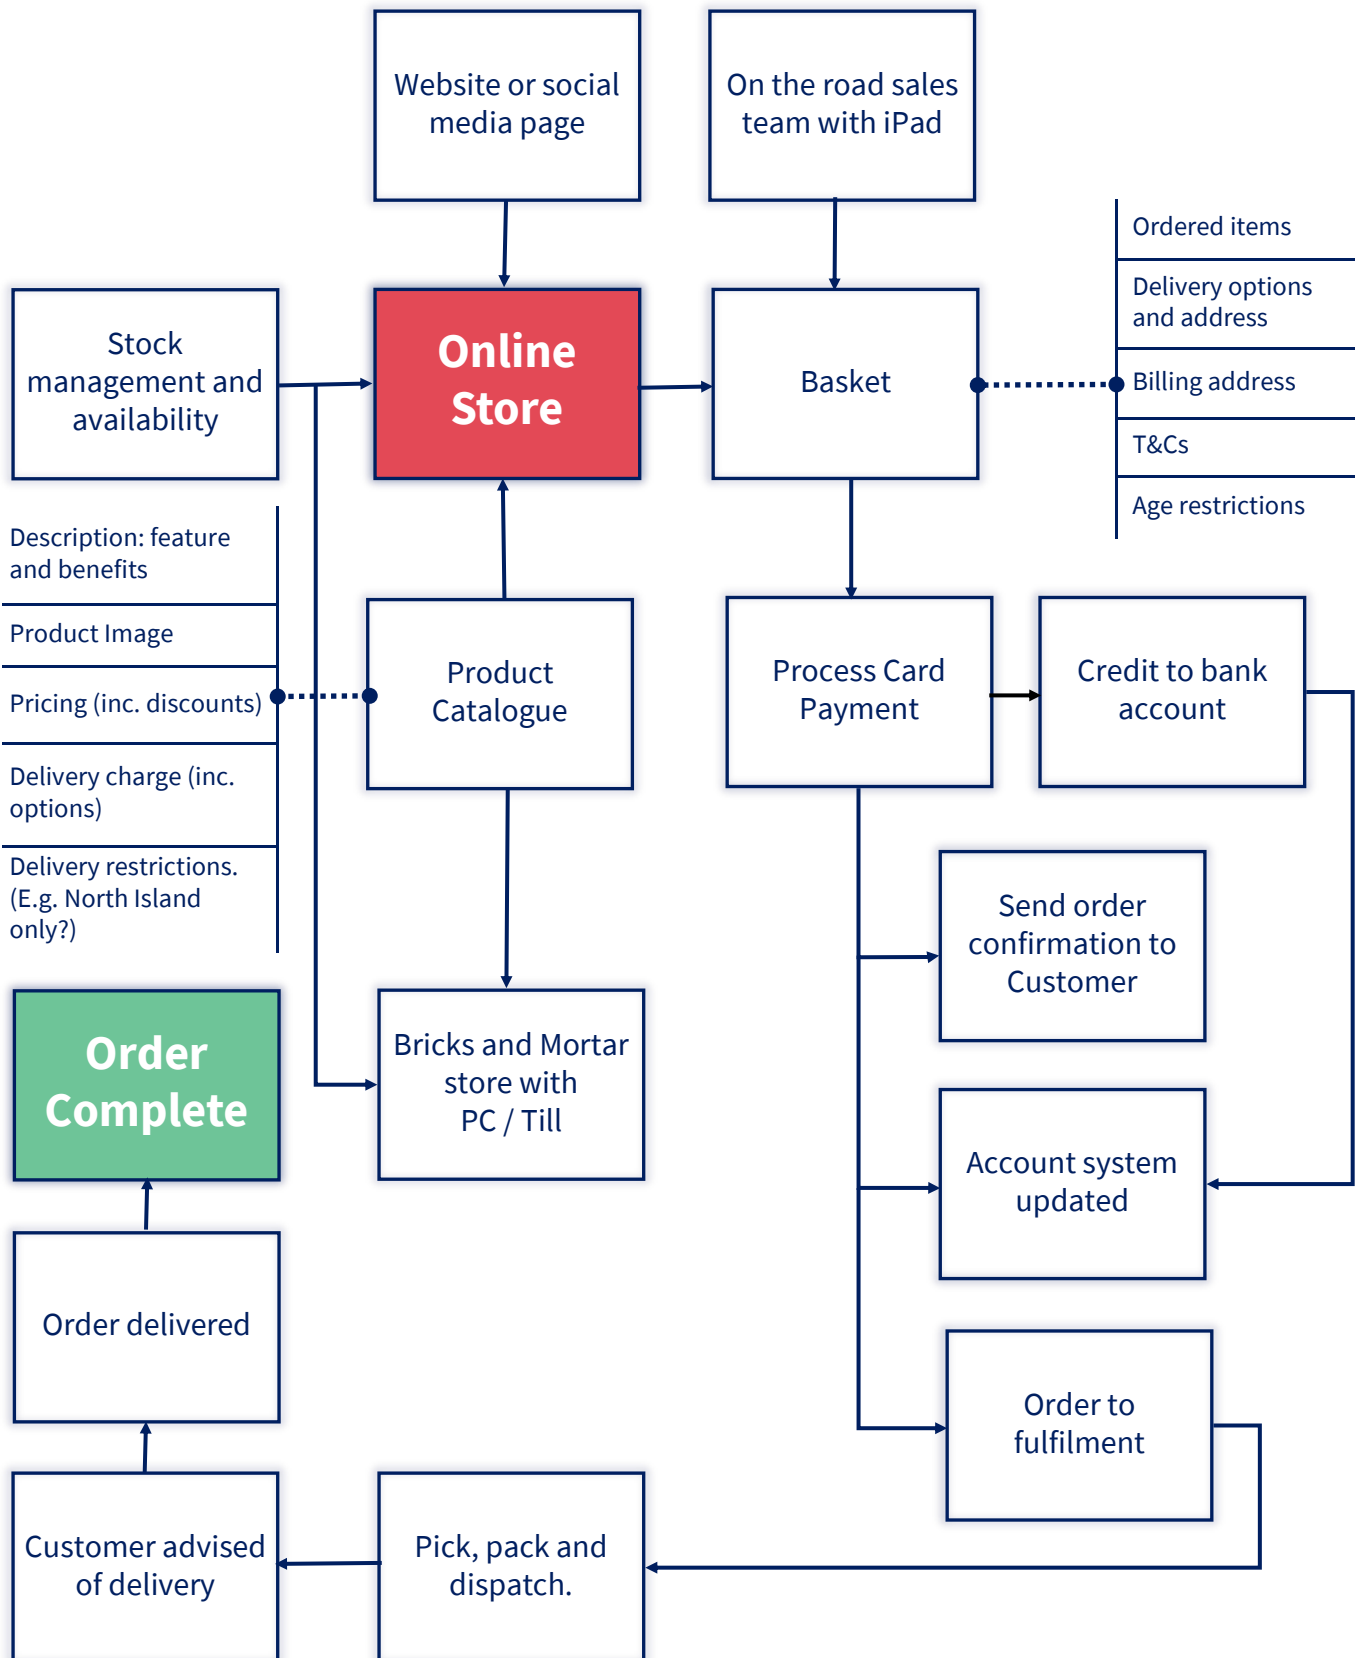 Website or social
media page
On the road sales
team with iPad
Ordered items
Delivery options
and address
Billing address
T&Cs
Age restrictions
Stock
management and
availability
Online
Store
Basket
Description: feature
and benefits
Product Image
Pricing (inc. discounts)
Delivery charge (inc.
options)
Delivery restrictions.
(E.g. North Island
only?)
Product
Catalogue
Process Card
Payment
Credit to bank
account
Send order
confirmation to
Customer
Order
Complete
Bricks and Mortar
store with
PC / Till
Account system
updated
Order delivered
Order to
fulfilment
Customer advised
of delivery
Pick, pack and
dispatch.